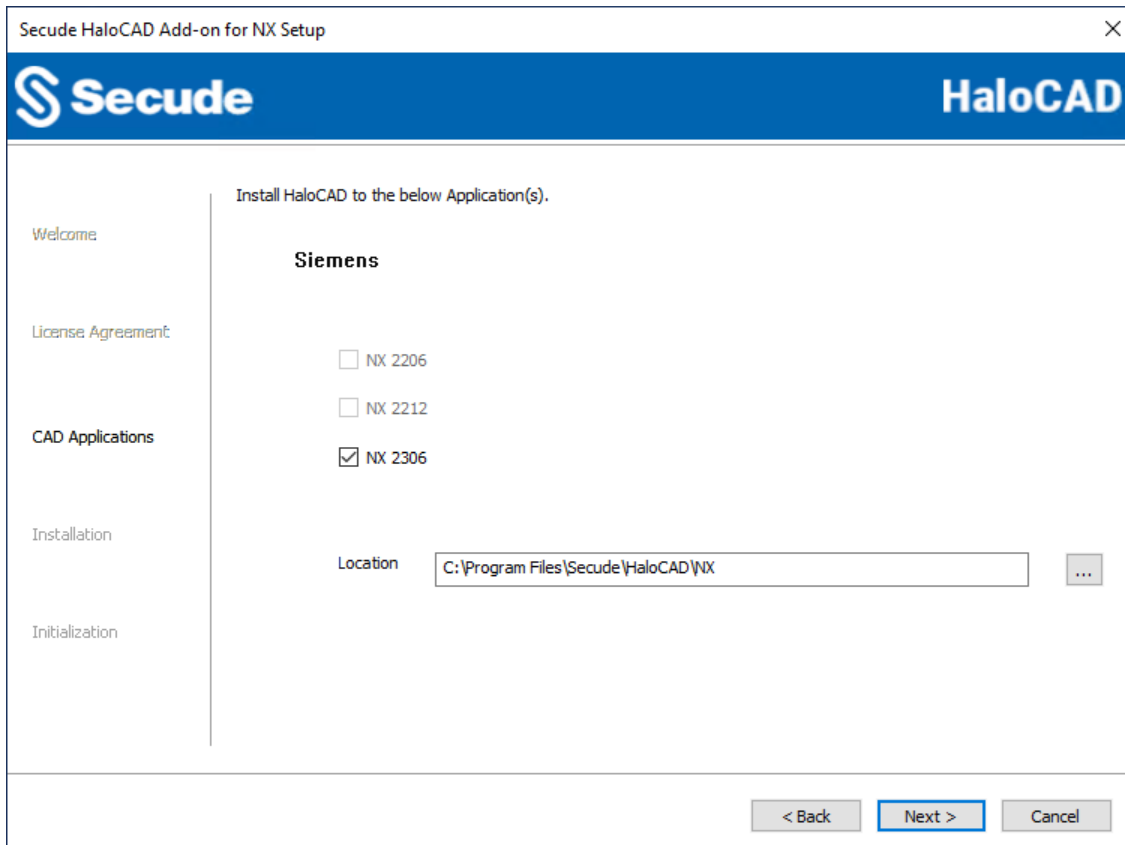 Secude HaloCAD Add-on for NX Setup
Secude
HaloCAD
Install HaloCAD to the below Application(s).
Welcome
Siemens
License Agreement
NX 2206
NX 2212
CAD Applications
NX 2306
Installation
Location
C:\Program Files\Secude\HaloCAD\NX
...
Initialization
< Back
Next >
Cancel